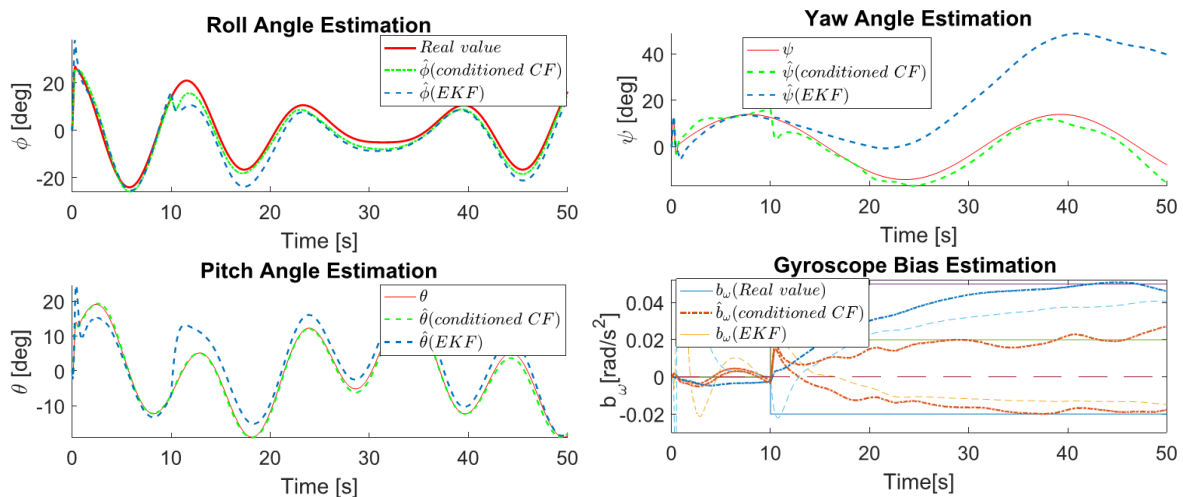 Roll Angle Estimation
ϕ [deg]
20
0
-20
Real value
ϕ̂(conditioned CF)
ϕ̂(EKF)
0 10 20 30 40 50
Time [s]
Yaw Angle Estimation
ψ [deg]
40
20
0
ψ
ψ̂(conditioned CF)
ψ̂(EKF)
0 10 20 30 40 50
Time [s]
Pitch Angle Estimation
θ [deg]
20
10
0
-10
θ
θ̂(conditioned CF)
θ̂(EKF)
0 10 20 30 40 50
Time [s]
Gyroscope Bias Estimation
b_ω[rad/s²]
0.04
0.02
0
-0.02
b_ω(Real value)
b̂_ω(conditioned CF)
b_ω(EKF)
0 10 20 30 40 50
Time[s]